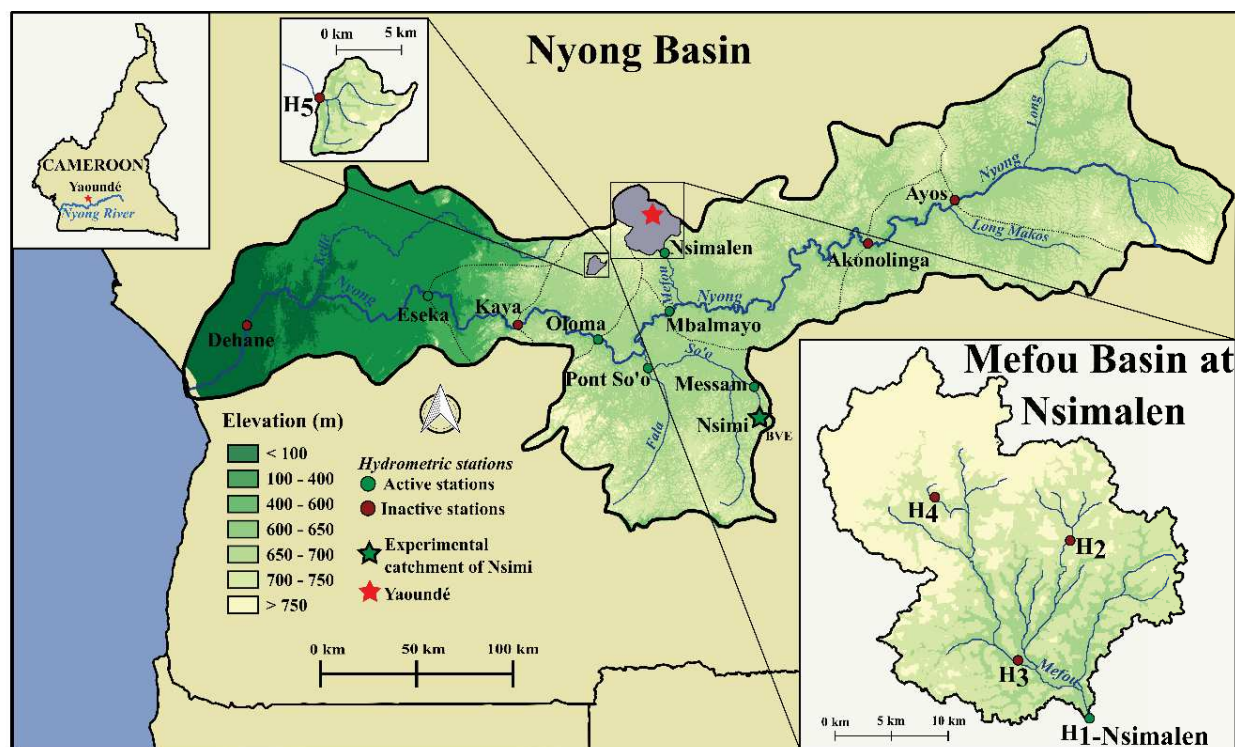 Nyong Basin
0 km 5 km
H5
CAMEROON
Yaoundé
Nyong River
Long
Nyong
Ayos
Long Makos
Akonolinga
Nsimalen
Mefou
Nyong
Mbalmayo
Kellé
Nyong
Eseka
Kaya
Oloma
Dehane
Pont So'o
So'o
Messam
Nsimi
BVE
Fala
Elevation (m)
< 100
100 - 400
400 - 600
600 - 650
650 - 700
700 - 750
> 750
Hydrometric stations
Active stations
Inactive stations
Experimental
catchment of Nsimi
Yaoundé
0 km 50 km 100 km
Mefou Basin at
Nsimalen
H4
H2
H3
Mefou
H1-Nsimalen
0 km 5 km 10 km